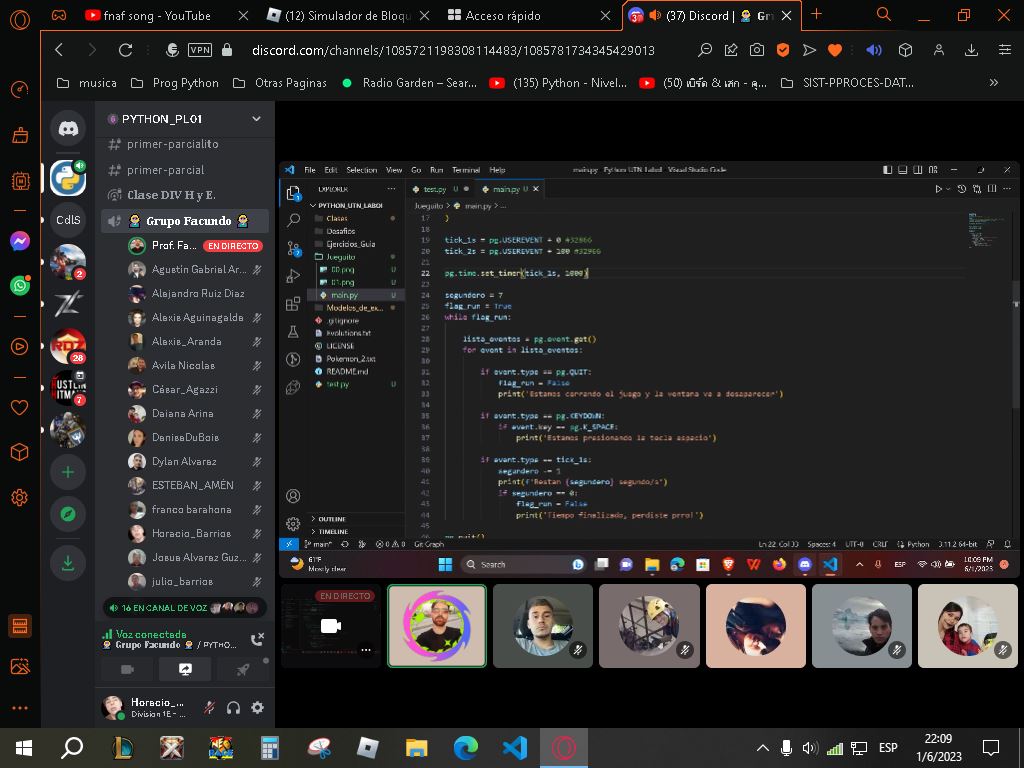 fnaf song - YouTube
(12) Simulador de Bloqu
Acceso rápido
(37) Discord | Gr
VPN
discord.com/channels/1085721198308114483/1085781734345429013
musica
Prog Python
Otras Paginas
Radio Garden – Sear...
(135) Python - Nivel...
SIST-PPROCES-DAT...
PYTHON_PL01
primer-parcialito
primer-parcial
Clase DIV H y E.
Grupo Facundo
Prof. Fa... EN DIRECTO
Agustín Gabriel Ar...
Alejandro Ruiz Diaz
Alexis Aguinagalde
Alexis_Aranda
Avila Nicolas
César_Agazzi
Daiana Arina
DeniseDuBois
Dylan Alvarez
ESTEBAN_AMÉN
franco barahona
Horacio_Barrios
Josue Alvarez Guz...
julio_barrios
16 EN CANAL DE VOZ
Voz conectada
Grupo Facundo / PYTHO...
Horacio_...
Division 1E - ...
CdIS
2
28
7
File Edit Selection View Go Run Terminal Help
main.py - Python_UTN_LaboI - Visual Studio Code
EXPLORER
PYTHON_UTN_LABOI
Clases
Desafios
Ejercicios_Guia
Jueguito
00.png U
01.png U
main.py U
Modelos_de_ex...
.gitignore
Evolutions.txt
LICENSE
Pokemon_2.txt
README.md
test.py U
OUTLINE
TIMELINE
test.py U
main.py U
Jueguito > main.py > ...
17 }
18
19 tick_1s = pg.USEREVENT + 0 #32866
20 tick_2s = pg.USEREVENT + 100 #32966
21
22 pg.time.set_timer(tick_1s, 1000)
23
24 segundero = 7
25 flag_run = True
26 while flag_run:
27
28 lista_eventos = pg.event.get()
29 for event in lista_eventos:
30
31 if event.type == pg.QUIT:
32 flag_run = False
33 print('Estamos cerrando el juego y la ventana va a desaparecer')
34
35 if event.type == pg.KEYDOWN:
36 if event.key == pg.K_SPACE:
37 print('Estamos presionando la tecla espacio')
38
39 if event.type == tick_1s:
40 segundero -= 1
41 print(f'Restan {segundero} segundo/s')
42 if segundero == 0:
43 flag_run = False
44 print('Tiempo finalizado, perdiste prro!')
45
pg.quit()
main* 0 0 Git Graph
Ln 22, Col 33 Spaces: 4 UTF-8 CRLF Python 3.11.2 64-bit
61°F
Mostly clear
Search
ESP
10:09 PM
6/1/2023
EN DIRECTO
ESP
22:09
1/6/2023